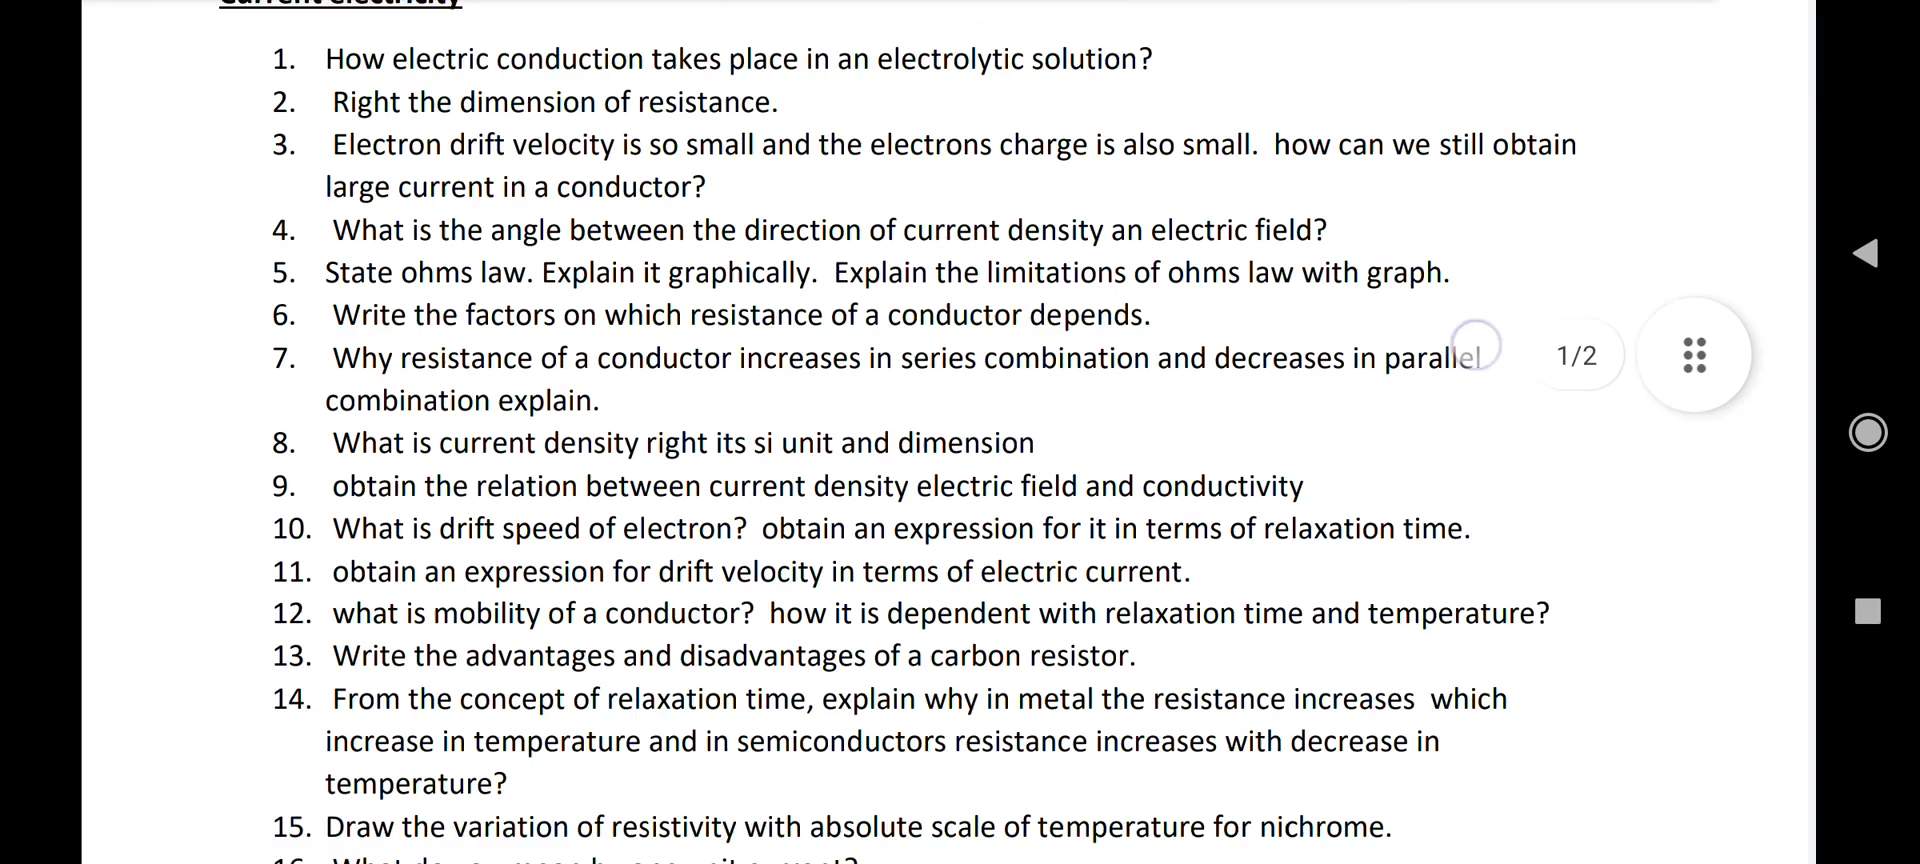 Current electricity
1. How electric conduction takes place in an electrolytic solution?
2. Right the dimension of resistance.
3. Electron drift velocity is so small and the electrons charge is also small. how can we still obtain
large current in a conductor?
4. What is the angle between the direction of current density an electric field?
5. State ohms law. Explain it graphically. Explain the limitations of ohms law with graph.
6. Write the factors on which resistance of a conductor depends.
7. Why resistance of a conductor increases in series combination and decreases in parallel
1/2
combination explain.
8. What is current density right its si unit and dimension
9. obtain the relation between current density electric field and conductivity
10. What is drift speed of electron? obtain an expression for it in terms of relaxation time.
11. obtain an expression for drift velocity in terms of electric current.
12. what is mobility of a conductor? how it is dependent with relaxation time and temperature?
13. Write the advantages and disadvantages of a carbon resistor.
14. From the concept of relaxation time, explain why in metal the resistance increases which
increase in temperature and in semiconductors resistance increases with decrease in
temperature?
15. Draw the variation of resistivity with absolute scale of temperature for nichrome.